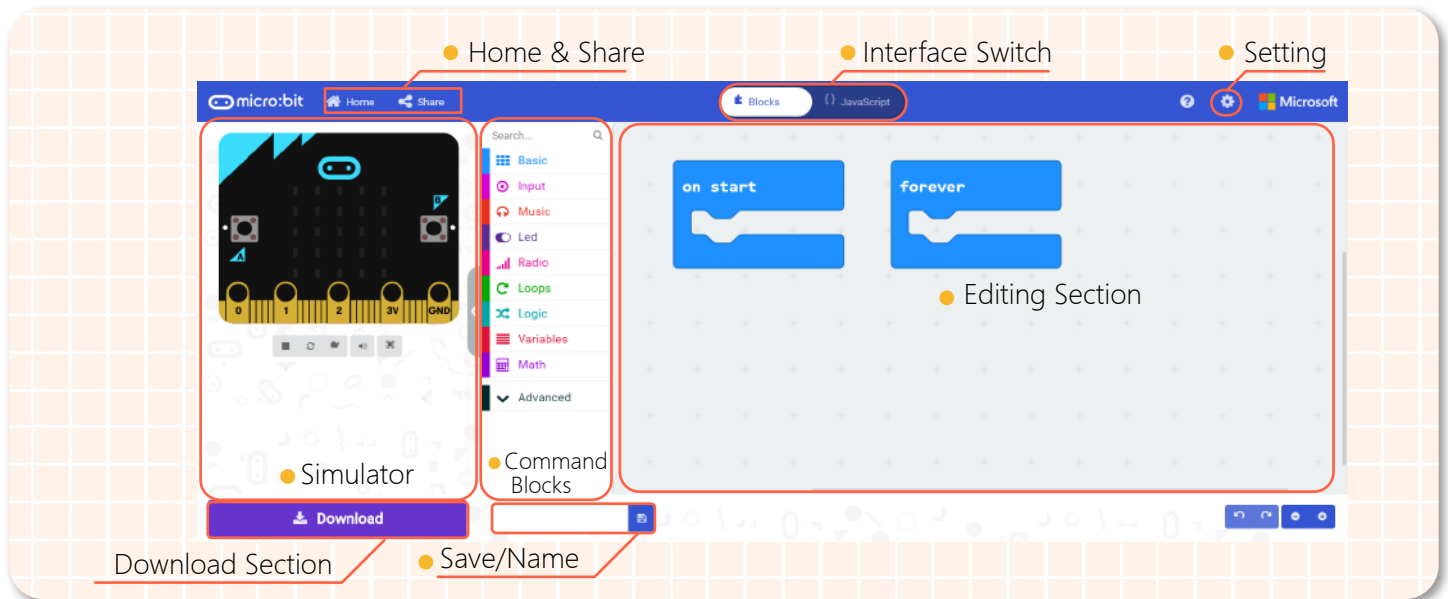 Home & Share
Interface Switch
Setting
micro:bit
Home
Share
Blocks
{} JavaScript
?
Microsoft
Search...
Basic
Input
Music
Led
Radio
Loops
Logic
Variables
Math
Advanced
B
A
0
1
2
3V
GND
on start
forever
Editing Section
Simulator
Command
Blocks
Download
Download Section
Save/Name